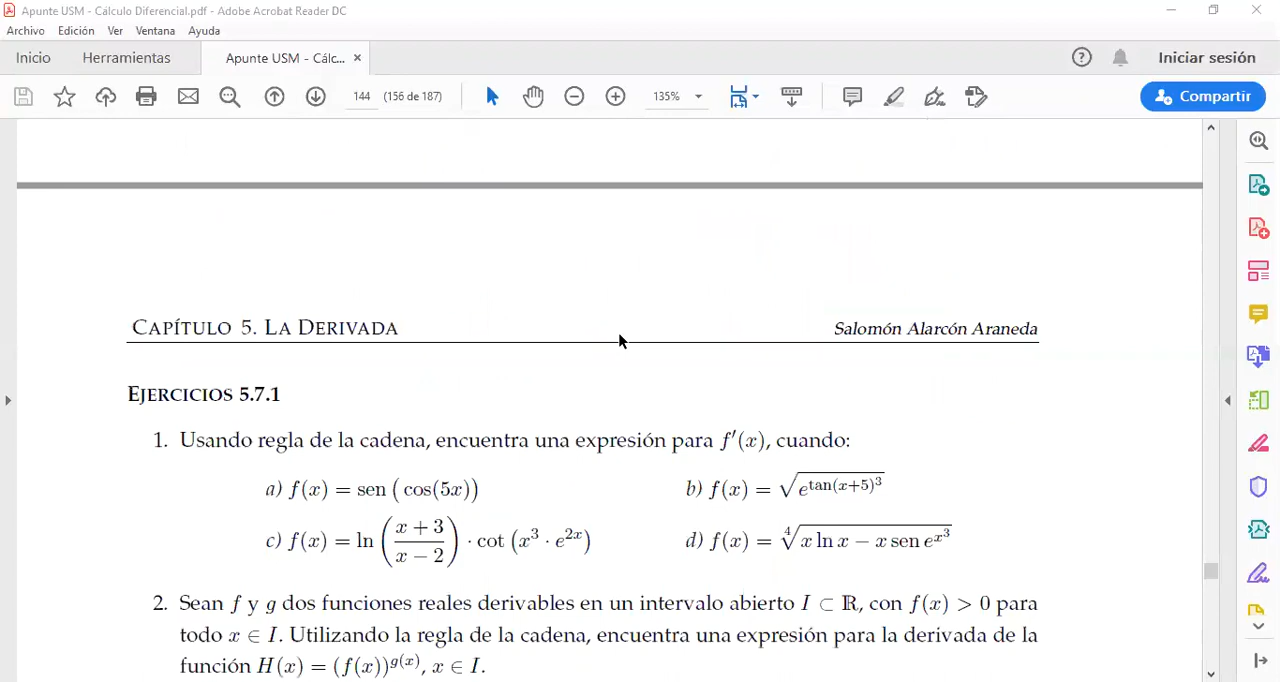 Apunte USM - Cálculo Diferencial.pdf - Adobe Acrobat Reader DC
Archivo Edición Ver Ventana Ayuda
Inicio Herramientas Apunte USM - Cálc... × Iniciar sesión
144 (156 de 187) 135% Compartir
CAPÍTULO 5. LA DERIVADA Salomón Alarcón Araneda
EJERCICIOS 5.7.1
1. Usando regla de la cadena, encuentra una expresión para f′(x), cuando:
a) f(x) = sen (cos(5x)) b) f(x) = √(e^{tan(x+5)^3})
c) f(x) = ln((x + 3)/(x − 2)) · cot (x^3 · e^{2x}) d) f(x) = ∜(x ln x − x sen e^{x^3})
2. Sean f y g dos funciones reales derivables en un intervalo abierto I ⊂ ℝ, con f(x) > 0 para
todo x ∈ I. Utilizando la regla de la cadena, encuentra una expresión para la derivada de la
función H(x) = (f(x))^{g(x)}, x ∈ I.